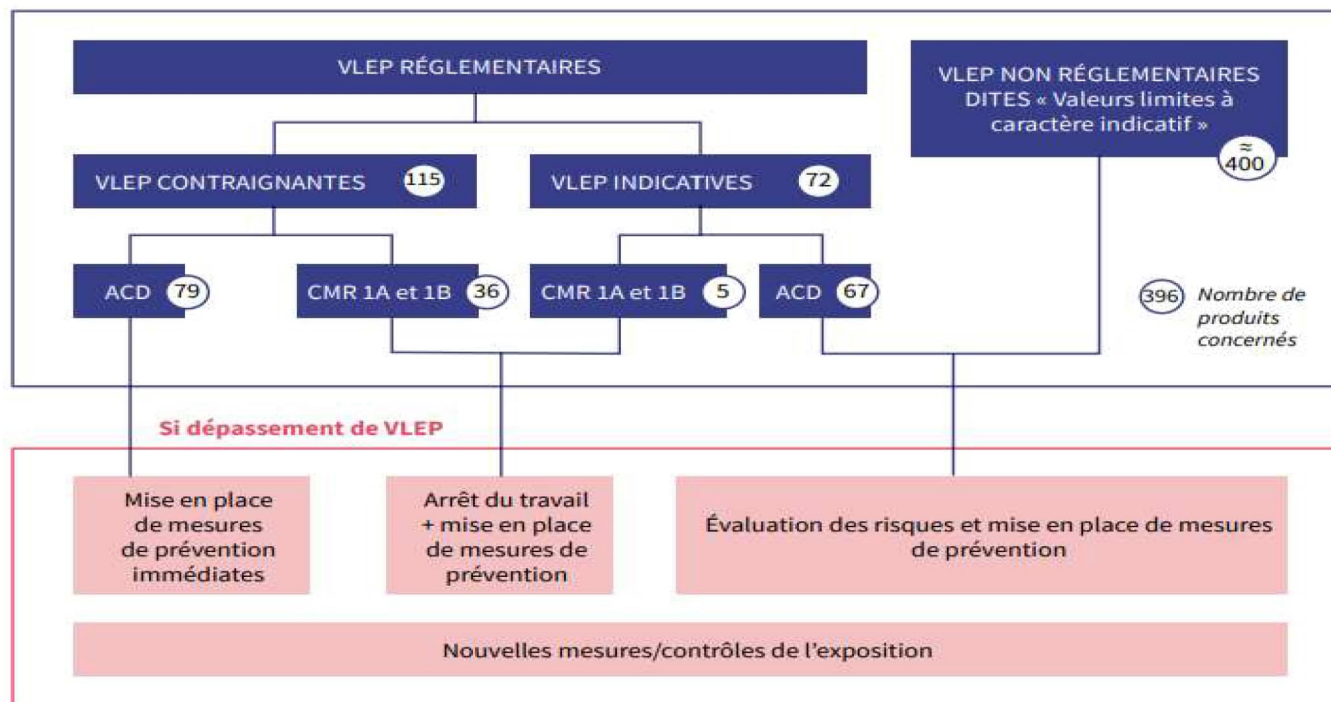 VLEP RÉGLEMENTAIRES
VLEP NON RÉGLEMENTAIRES
DITES « Valeurs limites à
caractère indicatif »
≈
400
VLEP CONTRAIGNANTES 115
VLEP INDICATIVES 72
ACD 79
CMR 1A et 1B 36
CMR 1A et 1B 5
ACD 67
396 Nombre de
produits
concernés
Si dépassement de VLEP
Mise en place
de mesures
de prévention
immédiates
Arrêt du travail
+ mise en place
de mesures de
prévention
Évaluation des risques et mise en place de mesures
de prévention
Nouvelles mesures/contrôles de l’exposition